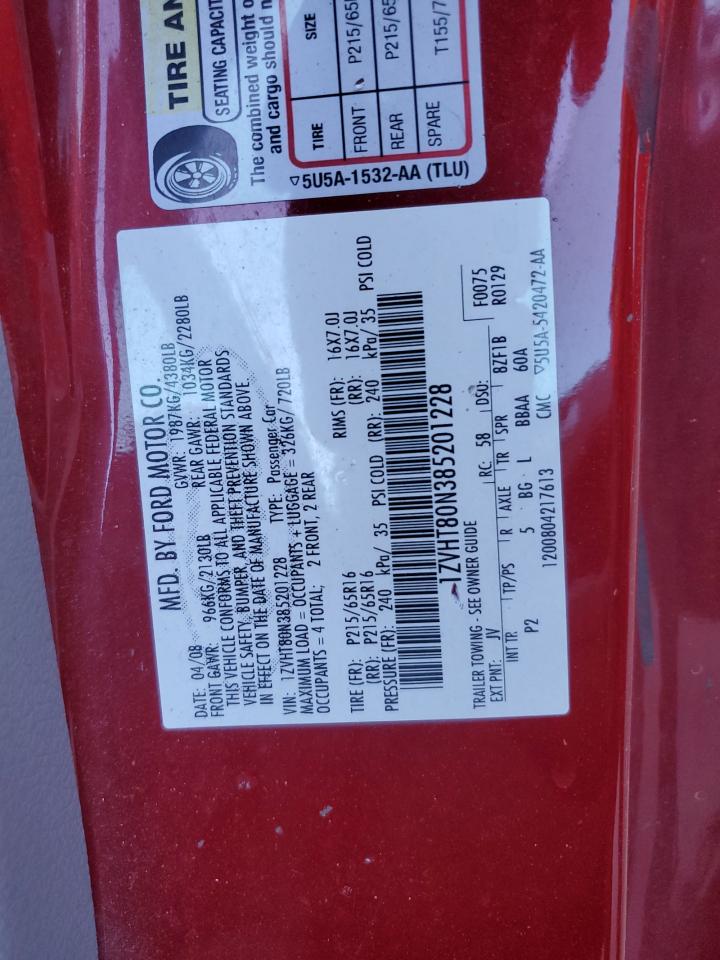 MFD. BY FORD MOTOR CO.
DATE: 04/08 GVWR: 1987KG/4380LB
FRONT GAWR: 966KG/2130LB REAR GAWR: 1034KG/2280LB
THIS VEHICLE CONFORMS TO ALL APPLICABLE FEDERAL MOTOR
VEHICLE SAFETY, BUMPER, AND THEFT PREVENTION STANDARDS
IN EFFECT ON THE DATE OF MANUFACTURE SHOWN ABOVE.
VIN: 1ZVHT80N385201228 TYPE: Passenger Car
MAXIMUM LOAD = OCCUPANTS + LUGGAGE = 326KG/ 720LB
OCCUPANTS = 4 TOTAL; 2 FRONT, 2 REAR
TIRE (FR): P215/65R16 RIMS (FR): 16X7.0J
(RR): P215/65R16 (RR): 16X7.0J
PRESSURE (FR): 240 kPa/ 35 PSI COLD (RR): 240 kPa/ 35 PSI COLD
1ZVHT80N385201228
TRAILER TOWING - SEE OWNER GUIDE
EXT PNT: JV RC: 58 DSO: F0075
INT TR TP/PS R AXLE TR SPR 8ZF1B R0129
P2 5 BG L BBAA 60A
1200804217613 CMC ▽5U5A-5420472-AA
TIRE AN
SEATING CAPACIT
The combined weight o
and cargo should n
TIRE SIZE
FRONT P215/65
REAR P215/65
SPARE T155/7
▽5U5A-1532-AA (TLU)